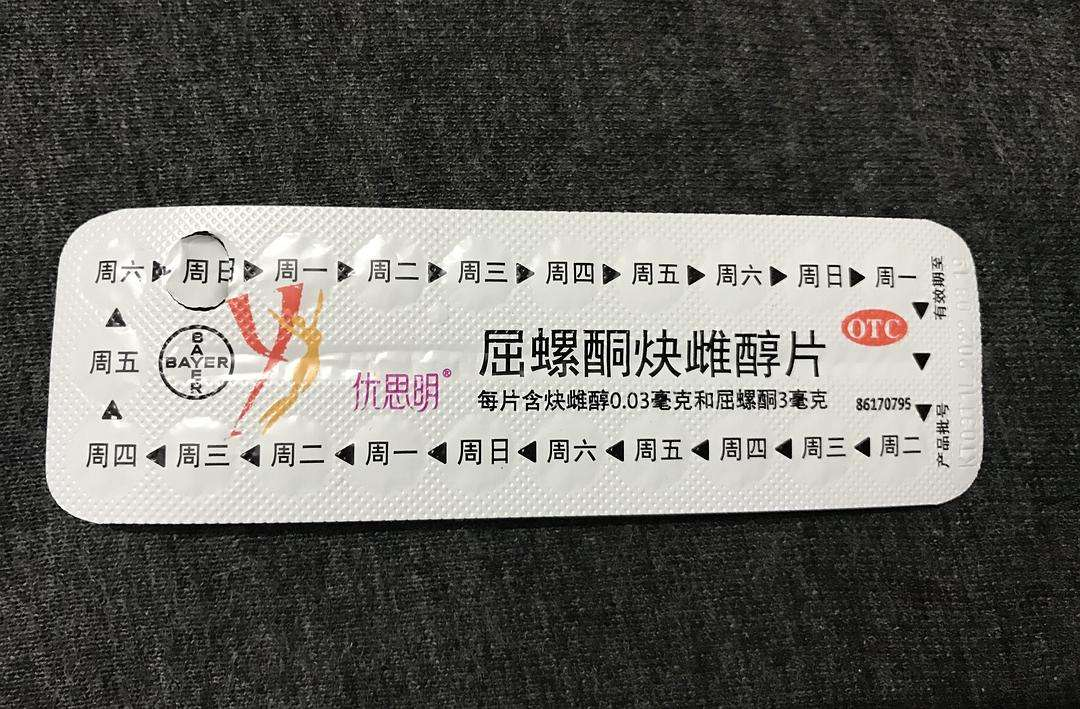 周六 ▶ 周日 ▶ 周一 ▶ 周二 ▶ 周三 ▶ 周四 ▶ 周五 ▶ 周六 ▶ 周日 ▶ 周一
有效期至
OTC
周五
BAYER
BAYER
屈螺酮炔雌醇片
优思明®
每片含炔雌醇0.03毫克和屈螺酮3毫克
86170795
产品批号
周四 ◀ 周三 ◀ 周二 ◀ 周一 ◀ 周日 ◀ 周六 ◀ 周五 ◀ 周四 ◀ 周三 ◀ 周二